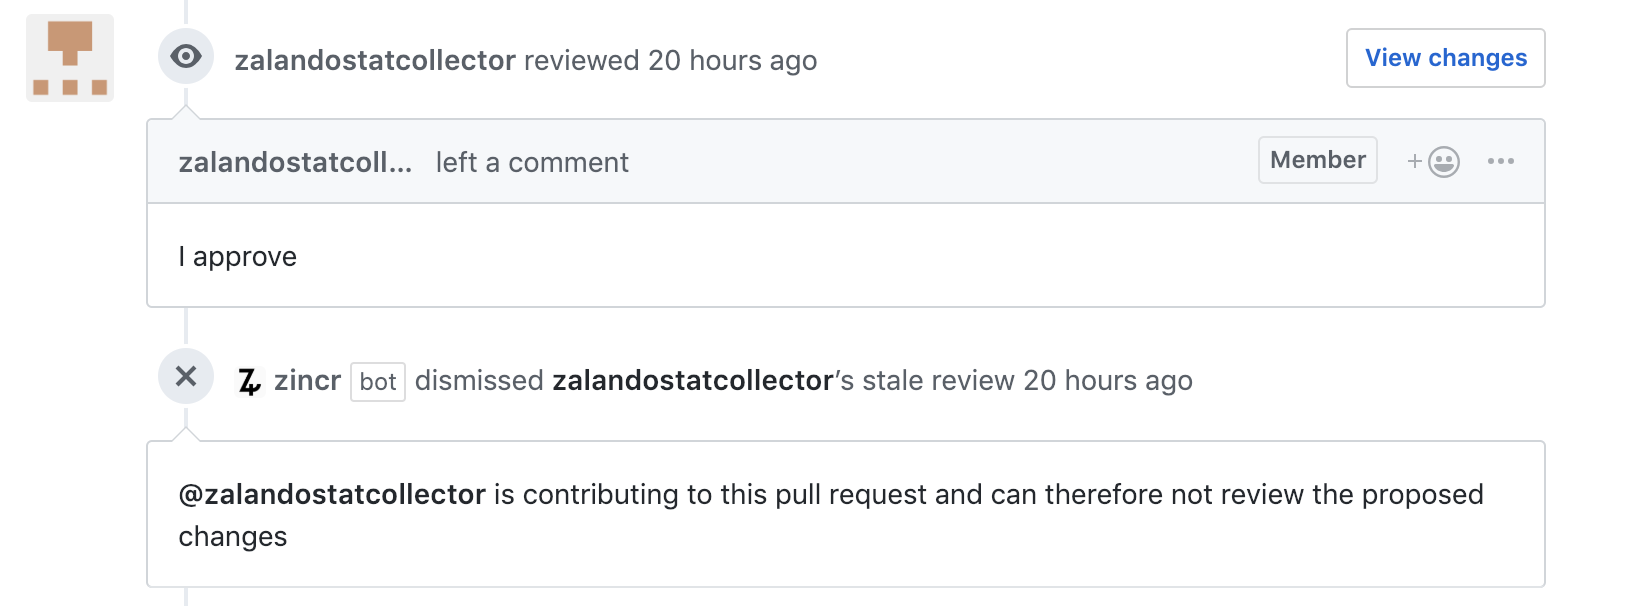 zalandostatcollector reviewed 20 hours ago
View changes
zalandostatcoll... left a comment
Member
I approve
zincr bot dismissed zalandostatcollector's stale review 20 hours ago
@zalandostatcollector is contributing to this pull request and can therefore not review the proposed
changes